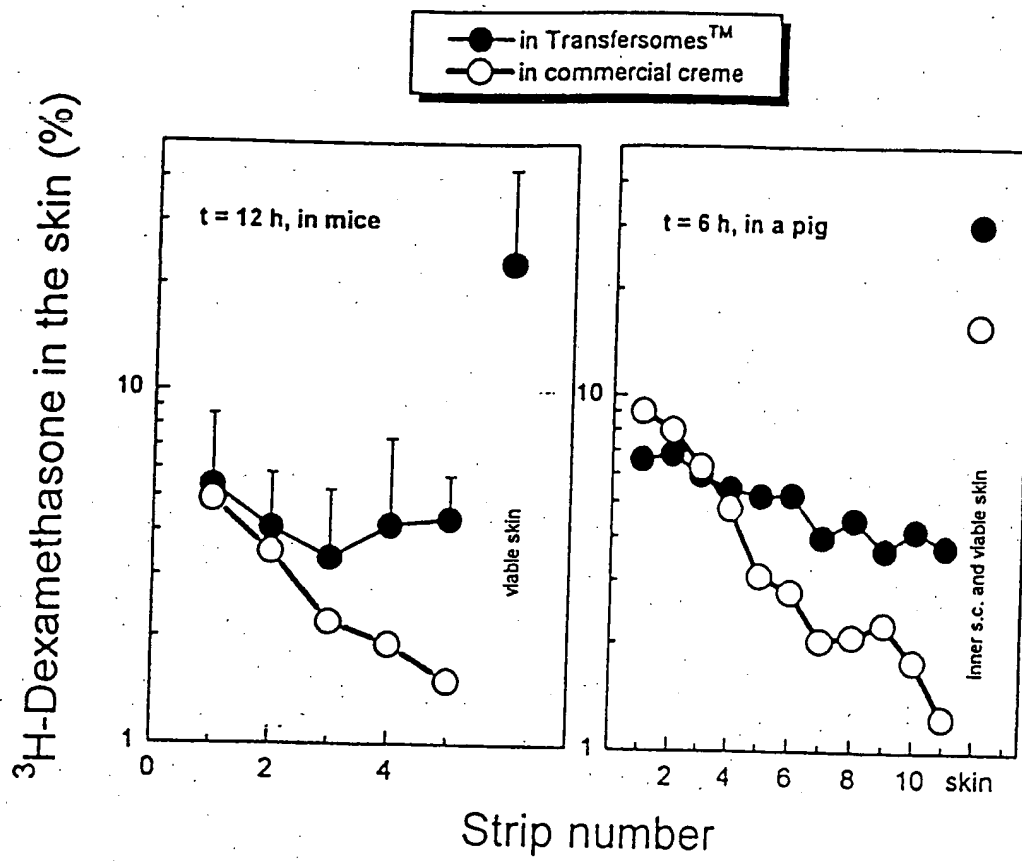 in Transfersomes™
in commercial creme
³H-Dexamethasone in the skin (%)
t = 12 h, in mice
10
1
0
2
4
viable skin
t = 6 h, in a pig
10
1
2
4
6
8
10
skin
Inner s.c. and viable skin
Strip number